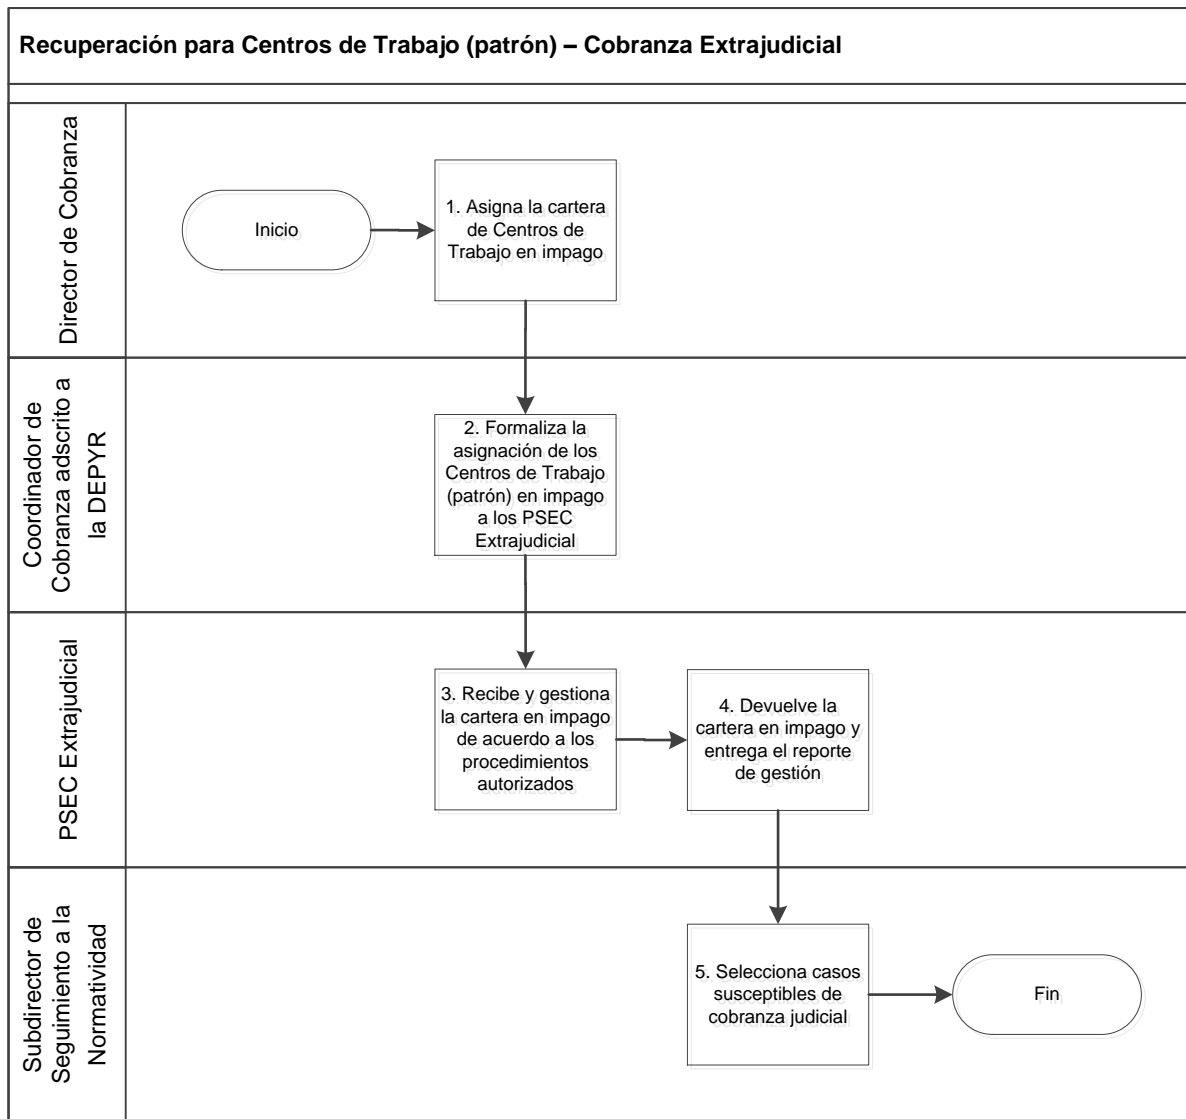 Recuperación para Centros de Trabajo (patrón) – Cobranza Extrajudicial
Director de Cobranza
Inicio
1. Asigna la cartera
de Centros de
Trabajo en impago
Coordinador de
Cobranza adscrito a
la DEPYR
2. Formaliza la
asignación de los
Centros de Trabajo
(patrón) en impago
a los PSEC
Extrajudicial
PSEC Extrajudicial
3. Recibe y gestiona
la cartera en impago
de acuerdo a los
procedimientos
autorizados
4. Devuelve la
cartera en impago y
entrega el reporte
de gestión
Subdirector de
Seguimiento a la
Normatividad
5. Selecciona casos
susceptibles de
cobranza judicial
Fin